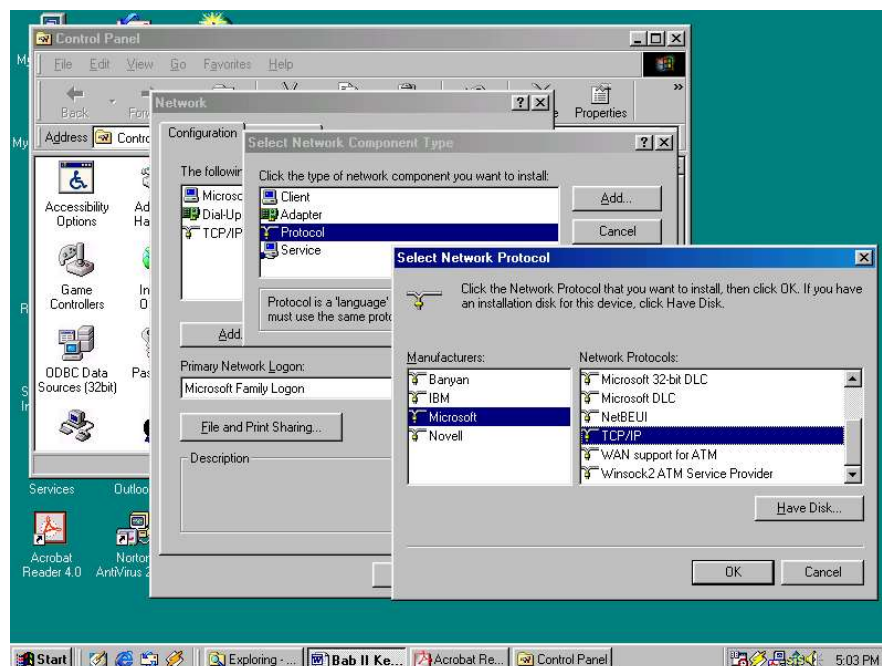 Control Panel
File Edit View Go Favorites Help
Back
Properties
Address
Network
Configuration
Select Network Component Type
Click the type of network component you want to install:
Client
Adapter
Protocol
Service
Add...
Cancel
Protocol is a 'language'
must use the same
TCP/IP
Add
Primary Network Logon:
Microsoft Family Logon
File and Print Sharing...
Description
Select Network Protocol
Click the Network Protocol that you want to install, then click OK. If you have
an installation disk for this device, click Have Disk.
Manufacturers:
Banyan
IBM
Microsoft
Novell
Network Protocols:
Microsoft 32-bit DLC
Microsoft DLC
NetBEUI
TCP/IP
WAN support for ATM
Winsock2 ATM Service Provider
Have Disk...
OK
Cancel
Accessibility
Options
Game
Controllers
ODBC Data
Sources (32bit)
Services
Acrobat
Reader 4.0
Norton
AntiVirus
Start
Exploring - ...
Bab II Ke...
Acrobat Re...
Control Panel
5:03 PM